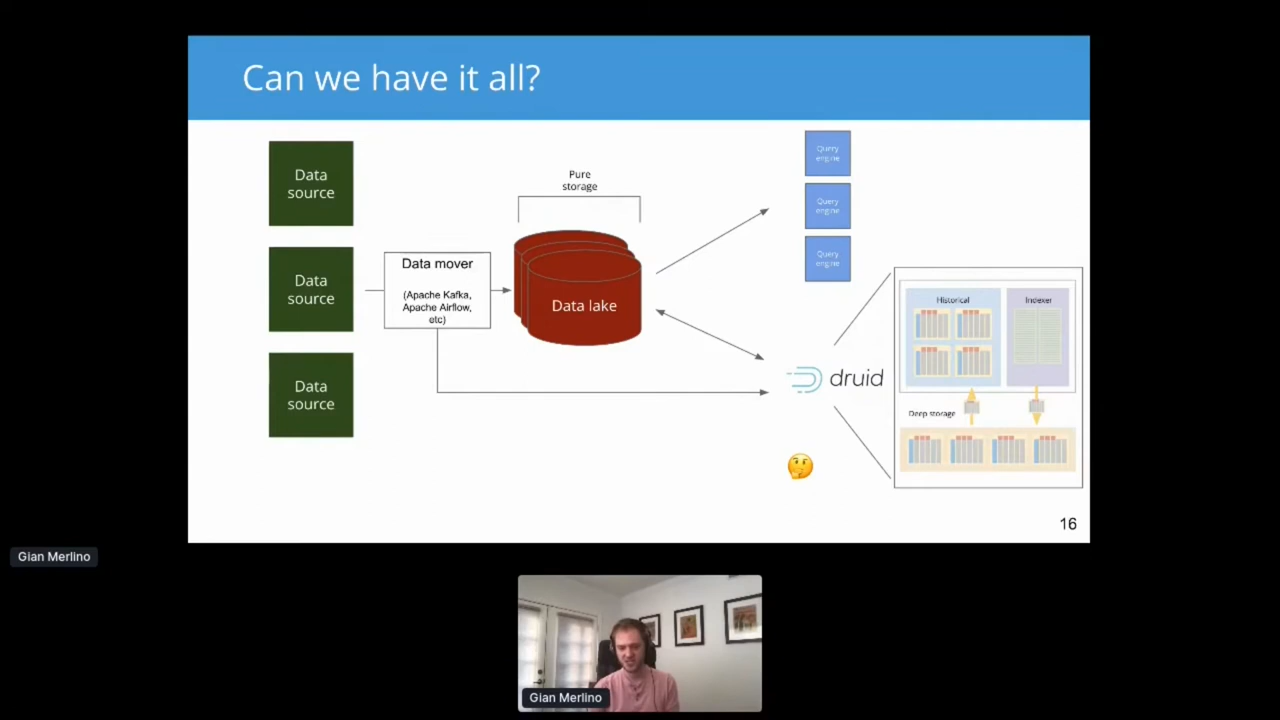 Can we have it all?
Data
source
Data
source
Data
source
Data mover
(Apache Kafka,
Apache Airflow,
etc)
Pure
storage
Data lake
Query
engine
Query
engine
Query
engine
druid
Historical
Indexer
Deep storage
16
Gian Merlino
Gian Merlino